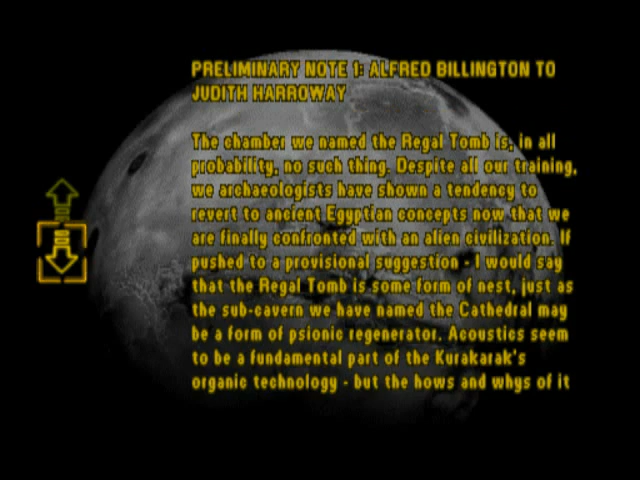 PRELIMINARY NOTE 1: ALFRED BILLINGTON TO
JUDITH HARROWAY
The chamber we named the Regal Tomb is, in all
probability, no such thing. Despite all our training,
we archaeologists have shown a tendency to
revert to ancient Egyptian concepts now that we
are finally confronted with an alien civilization. If
pushed to a provisional suggestion - I would say
that the Regal Tomb is some form of nest, just as
the sub-cavern we have named the Cathedral may
be a form of psionic regenerator. Acoustics seem
to be a fundamental part of the Kurakarak's
organic technology - but the hows and whys of it